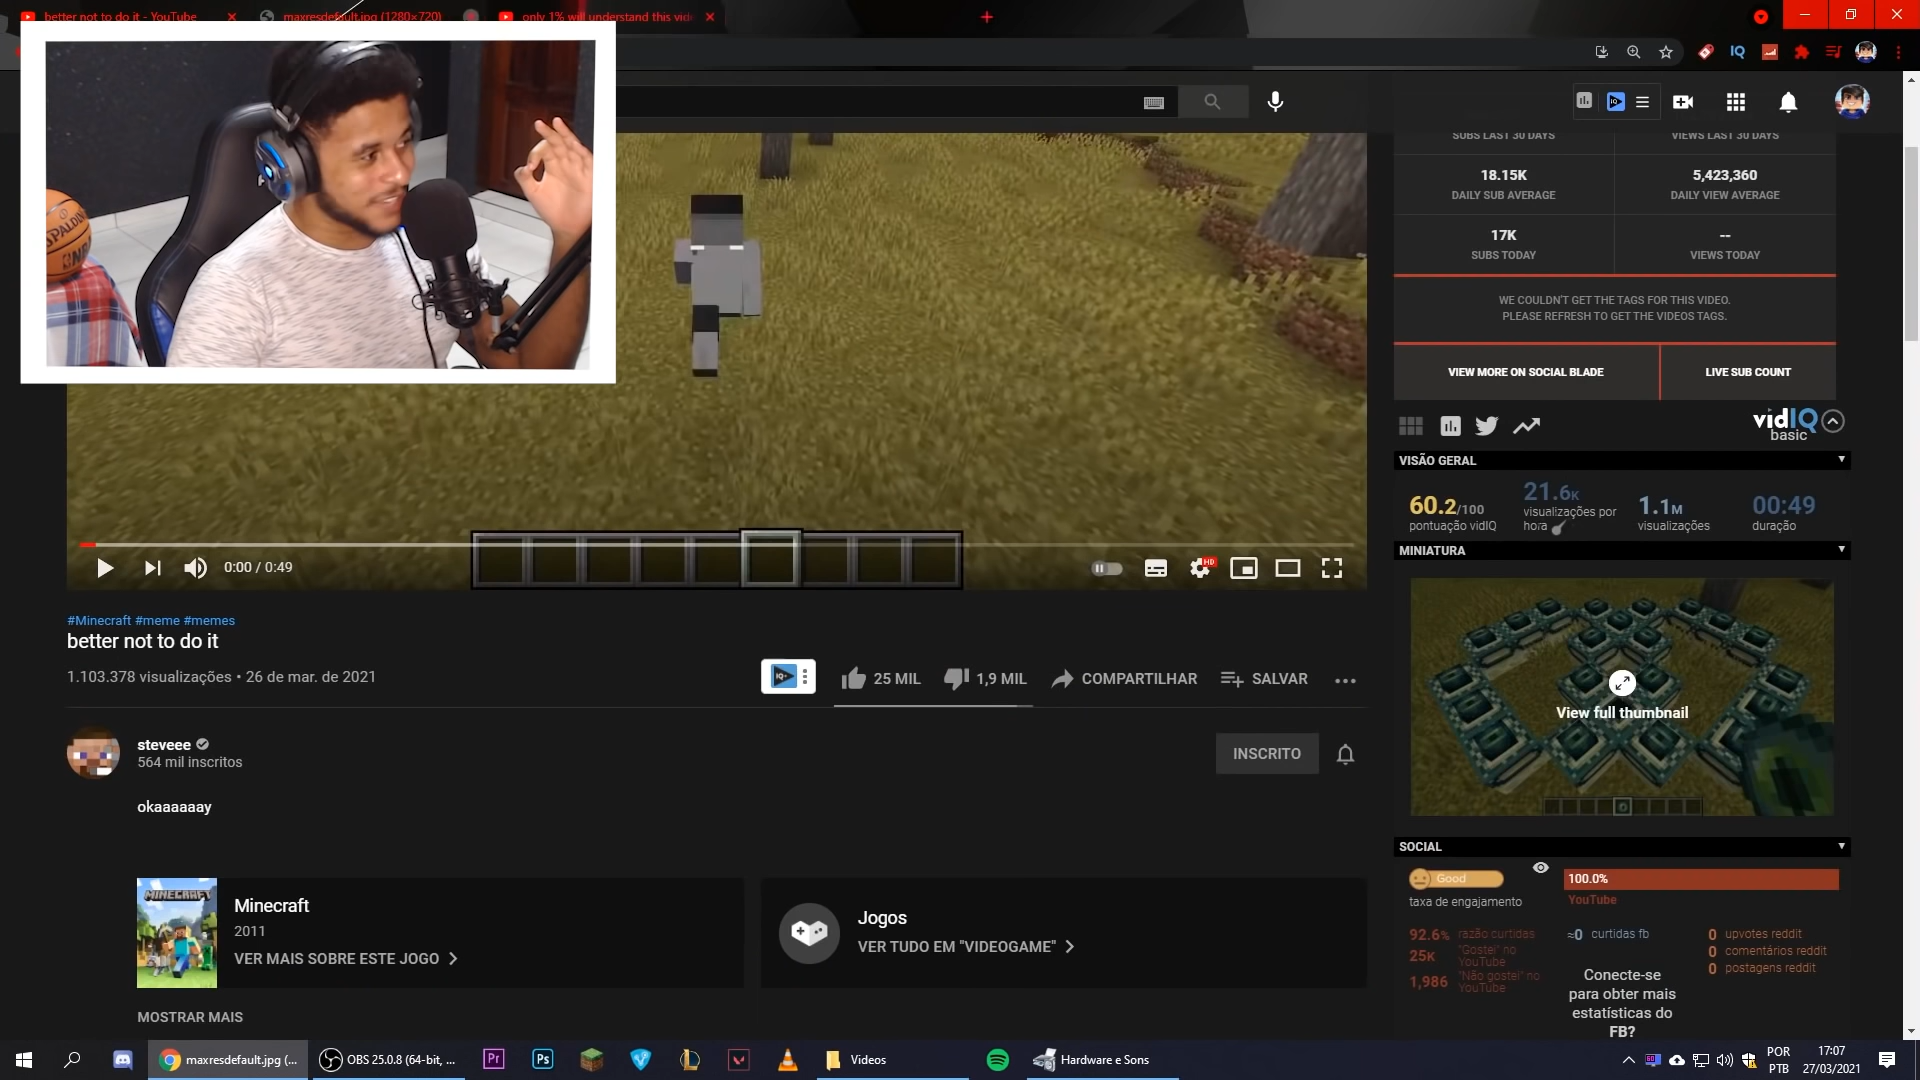 better not to do it - YouTube
maxresdefault.jpg (1280×720)
only 1% will understand this vid
IQ
SPALDING
SUBS LAST 30 DAYS
VIEWS LAST 30 DAYS
18.15K
DAILY SUB AVERAGE
5,423,360
DAILY VIEW AVERAGE
17K
SUBS TODAY
--
VIEWS TODAY
WE COULDN'T GET THE TAGS FOR THIS VIDEO.
PLEASE REFRESH TO GET THE VIDEOS TAGS.
VIEW MORE ON SOCIAL BLADE
LIVE SUB COUNT
vidIQ
basic
VISÃO GERAL
60.2/100
pontuação vidIQ
21.6K
visualizações por
hora
1.1M
visualizações
00:49
duração
MINIATURA
View full thumbnail
0:00 / 0:49
HD
#Minecraft #meme #memes
better not to do it
1.103.378 visualizações • 26 de mar. de 2021
25 MIL
1,9 MIL
COMPARTILHAR
SALVAR
steveee
564 mil inscritos
INSCRITO
okaaaaaay
MINECRAFT
Minecraft
2011
VER MAIS SOBRE ESTE JOGO
Jogos
VER TUDO EM "VIDEOGAME"
MOSTRAR MAIS
SOCIAL
Good
taxa de engajamento
100.0%
YouTube
92.6% razão curtidas
25K "Gostei" no
YouTube
1,986 "Não gostei" no
YouTube
≈0 curtidas fb
Conecte-se
para obter mais
estatísticas do
FB?
0 upvotes reddit
0 comentários reddit
0 postagens reddit
maxresdefault.jpg (...
OBS 25.0.8 (64-bit, ...
Pr
Ps
Videos
Hardware e Sons
POR
PTB
17:07
27/03/2021